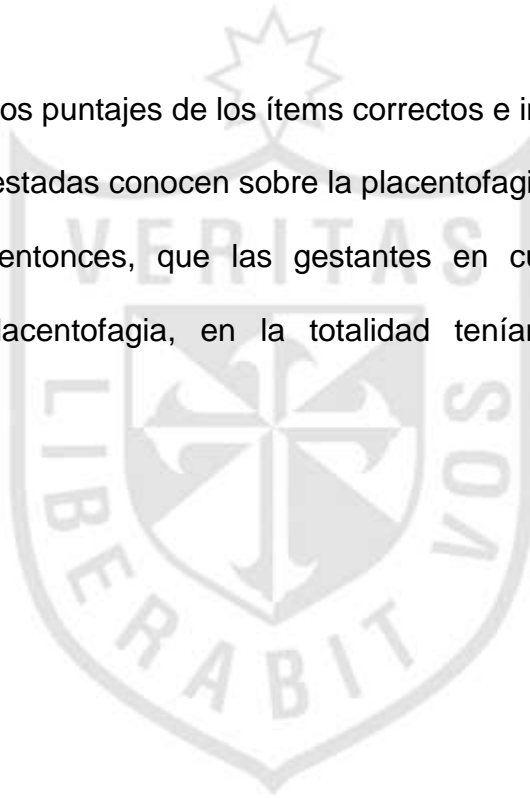 os puntajes de los ítems correctos e in
estadas conocen sobre la placentofagi
entonces, que las gestantes en cu
lacentofagia, en la totalidad tenían
VERITAS
LIBERABIT VOS